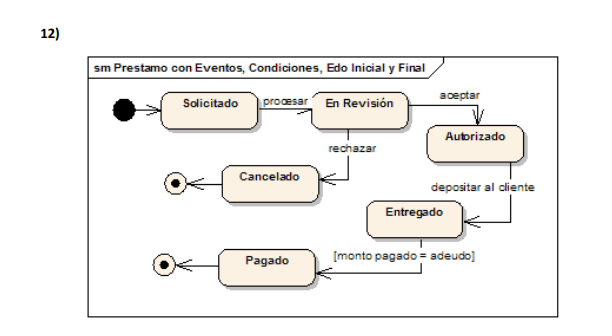 12)
sm Prestamo con Eventos, Condiciones, Edo Inicial y Final
Solicitado
procesar
En Revisión
aceptar
Autorizado
rechazar
Cancelado
depositar al cliente
Entregado
[monto pagado = adeudo]
Pagado